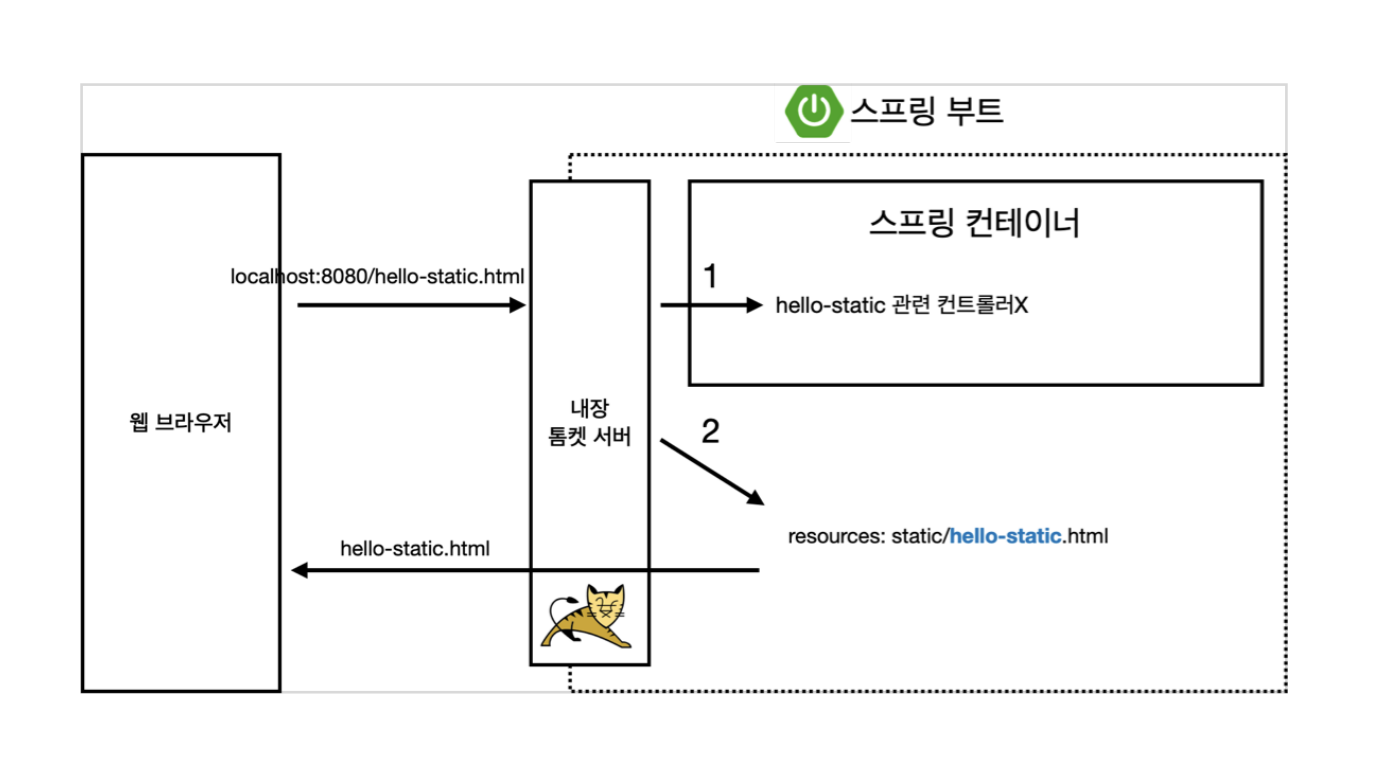 스프링 부트
스프링 컨테이너
localhost:8080/hello-static.html
1
hello-static 관련 컨트롤러X
웹 브라우저
내장
톰켓 서버
2
resources: static/hello-static.html
hello-static.html